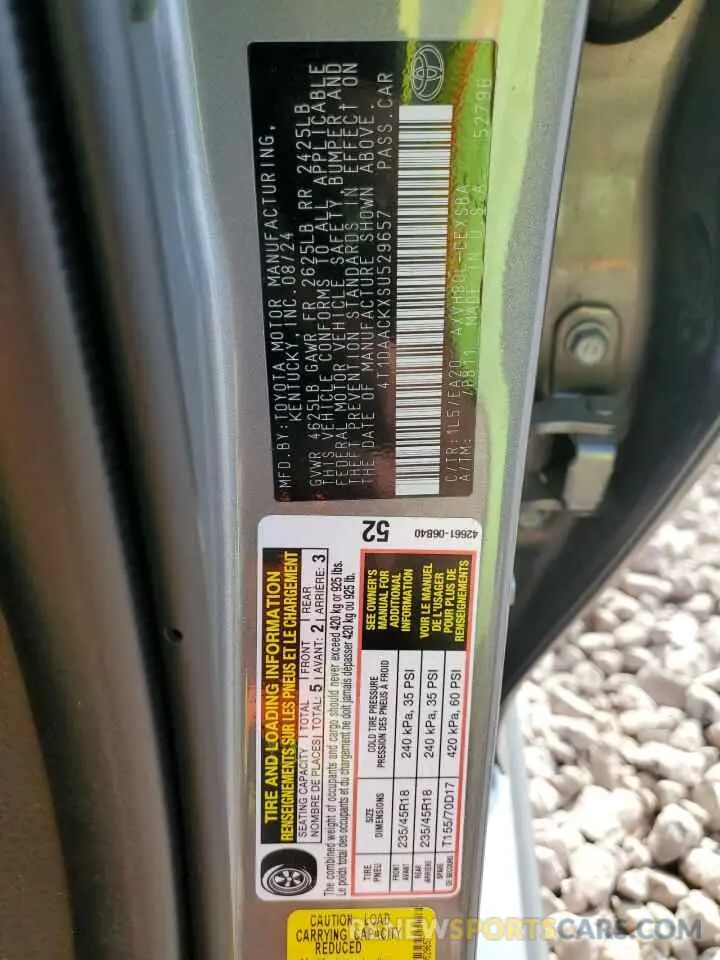 MFD.BY:TOYOTA MOTOR MANUFACTURING,
KENTUCKY, INC. 08/24
GVWR 4625LB GAWR FR 2625LB RR 2425LB
THIS VEHICLE CONFORMS TO ALL APPLICABLE
FEDERAL MOTOR VEHICLE SAFETY, BUMPER AND
THEFT PREVENTION STANDARDS IN EFFECT ON
THE DATE OF MANUFACTURE SHOWN ABOVE.
4T1DAACKXSU529657 PASS.CAR
C/TR:1L5/EA20
A/TM:
MADE IN U.S.A. 52796
52
42661-06840
TIRE AND LOADING INFORMATION
RENSEIGNEMENTS SUR LES PNEUS ET LE CHARGEMENT
SEATING CAPACITY TOTAL FRONT REAR
NOMBRE DE PLACES TOTAL: 5 AVANT: 2 ARRIÈRE: 3
The combined weight of occupants and cargo should never exceed 420 kg or 925 lbs.
Le poids total des occupants et du chargement ne doit jamais dépasser 420 kg ou 925 lb.
TIRE
PNEU
SIZE
DIMENSIONS
COLD TIRE PRESSURE
PRESSION DES PNEUS À FROID
FRONT
AVANT
235/45R18
240 kPa, 35 PSI
REAR
ARRIÈRE
235/45R18
240 kPa, 35 PSI
SPARE
DE SECOURS
T155/70D17
420 kPa, 60 PSI
SEE OWNER'S
MANUAL FOR
ADDITIONAL
INFORMATION
VOIR LE MANUEL
DE L'USAGER
POUR PLUS DE
RENSEIGNEMENTS
CAUTION LOAD
CARRYING CAPACITY
REDUCED
RENEWSPORTSCARS.COM